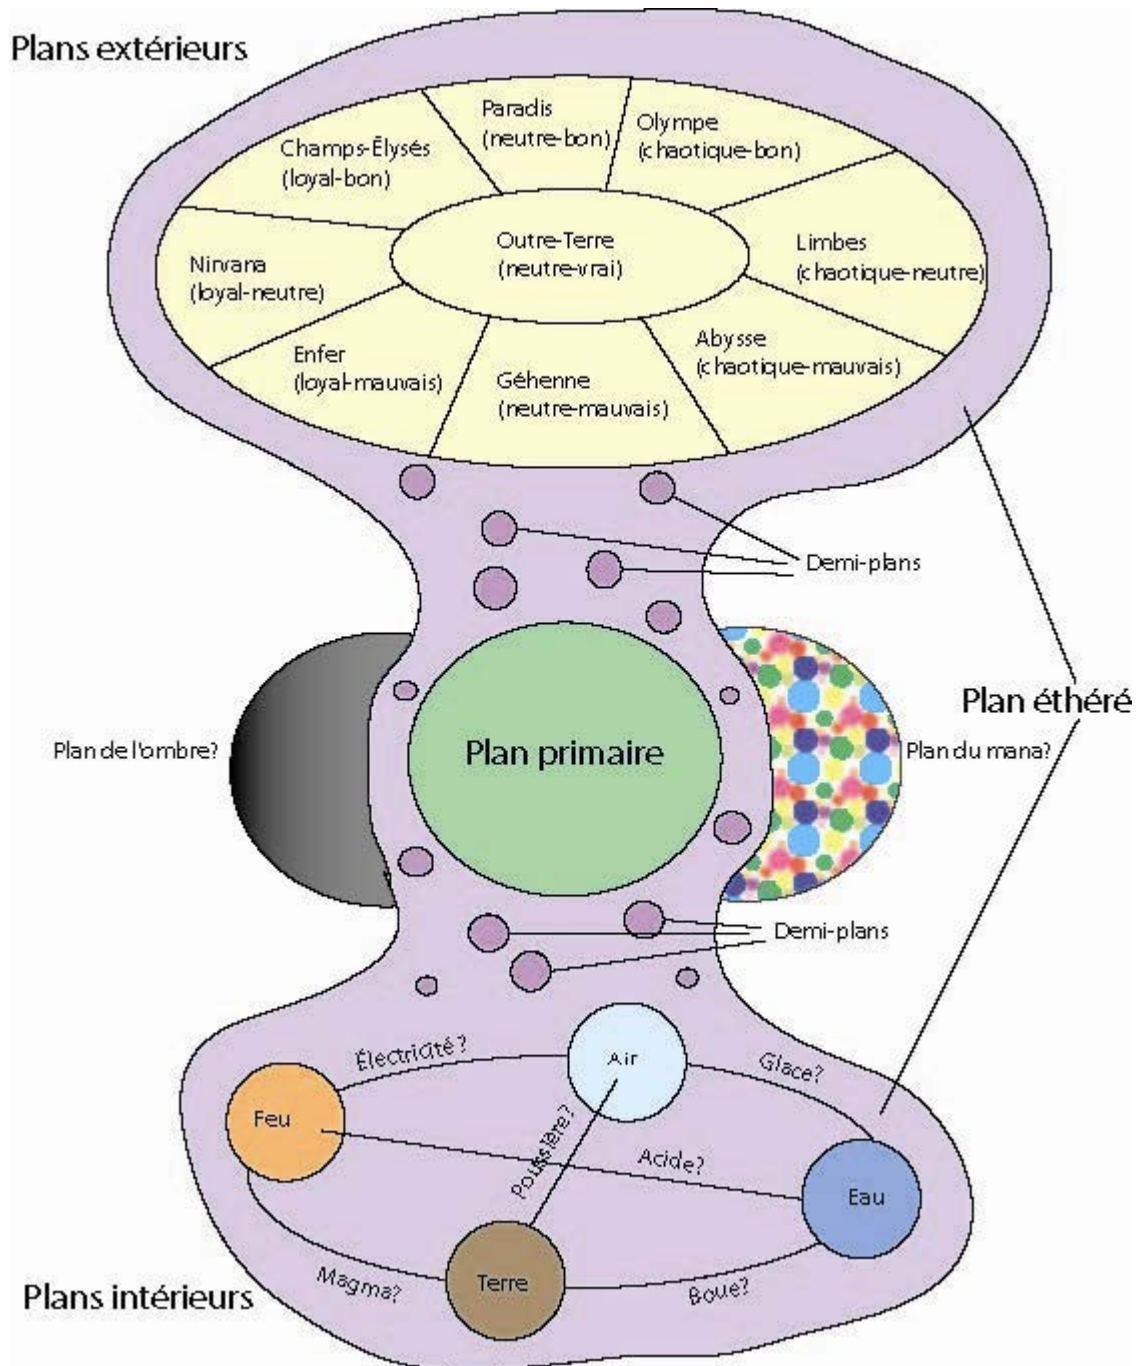 Plans extérieurs
Paradis
(neutre-bon)
Olympe
(chaotique-bon)
Champs-Élysés
(loyal-bon)
Outre-Terre
(neutre-vrai)
Limbes
(chaotique-neutre)
Nirvana
(loyal-neutre)
Abysse
(chaotique-mauvais)
Enfer
(loyal-mauvais)
Géhenne
(neutre-mauvais)
Demi-plans
Plan éthéré
Plan de l'ombre?
Plan primaire
Plan du mana?
Demi-plans
Électricité?
Air
Glace?
Feu
Poussière?
Acide?
Eau
Magma?
Terre
Boue?
Plans intérieurs